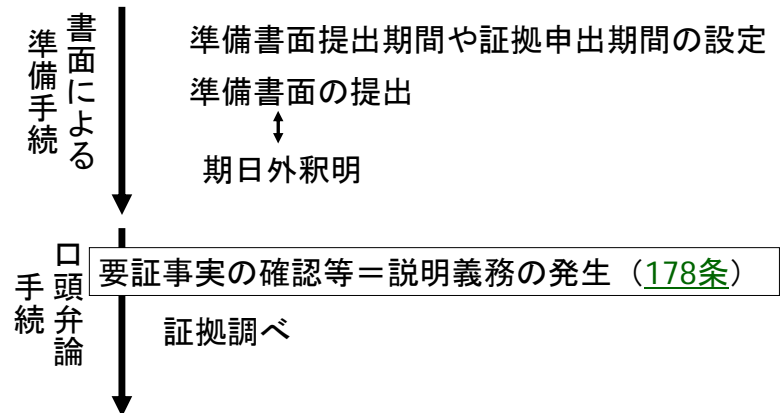 書面による
準備手続
準備書面提出期間や証拠申出期間の設定
準備書面の提出
期日外釈明
口頭弁論
手続
要証事実の確認等＝説明義務の発生（178条）
証拠調べ